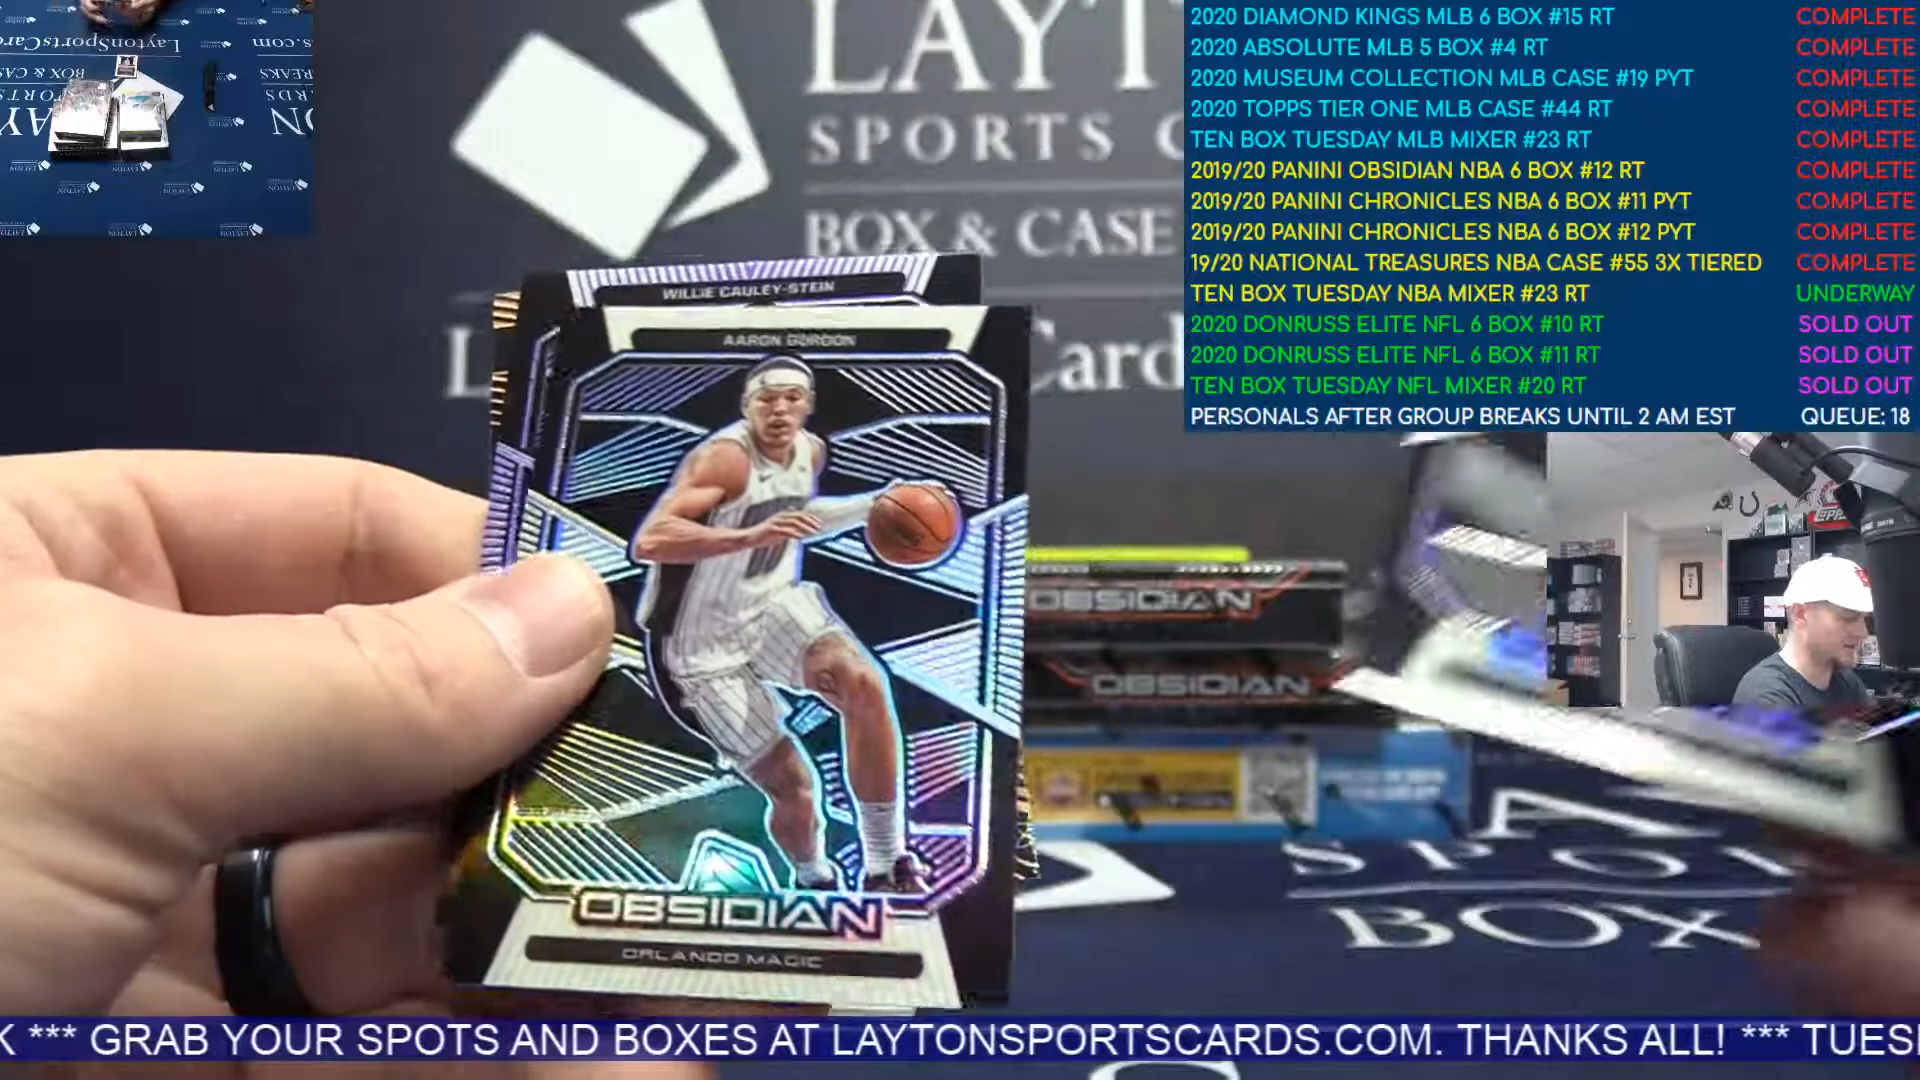 LAYT
SPORTS C
BOX & CASE
Card
LaytonSportsCar
BOX & CASE
2020 DIAMOND KINGS MLB 6 BOX #15 RT COMPLETE
2020 ABSOLUTE MLB 5 BOX #4 RT COMPLETE
2020 MUSEUM COLLECTION MLB CASE #19 PYT COMPLETE
2020 TOPPS TIER ONE MLB CASE #44 RT COMPLETE
TEN BOX TUESDAY MLB MIXER #23 RT COMPLETE
2019/20 PANINI OBSIDIAN NBA 6 BOX #12 RT COMPLETE
2019/20 PANINI CHRONICLES NBA 6 BOX #11 PYT COMPLETE
2019/20 PANINI CHRONICLES NBA 6 BOX #12 PYT COMPLETE
19/20 NATIONAL TREASURES NBA CASE #55 3X TIERED COMPLETE
TEN BOX TUESDAY NBA MIXER #23 RT UNDERWAY
2020 DONRUSS ELITE NFL 6 BOX #10 RT SOLD OUT
2020 DONRUSS ELITE NFL 6 BOX #11 RT SOLD OUT
TEN BOX TUESDAY NFL MIXER #20 RT SOLD OUT
PERSONALS AFTER GROUP BREAKS UNTIL 2 AM EST QUEUE: 18
WILLIE CAULEY-STEIN
AARON GORDON
OBSIDIAN
ORLANDO MAGIC
OBSIDIAN
OBSIDIAN
SPO
BOX
K *** GRAB YOUR SPOTS AND BOXES AT LAYTONSPORTSCARDS.COM. THANKS ALL! *** TUES